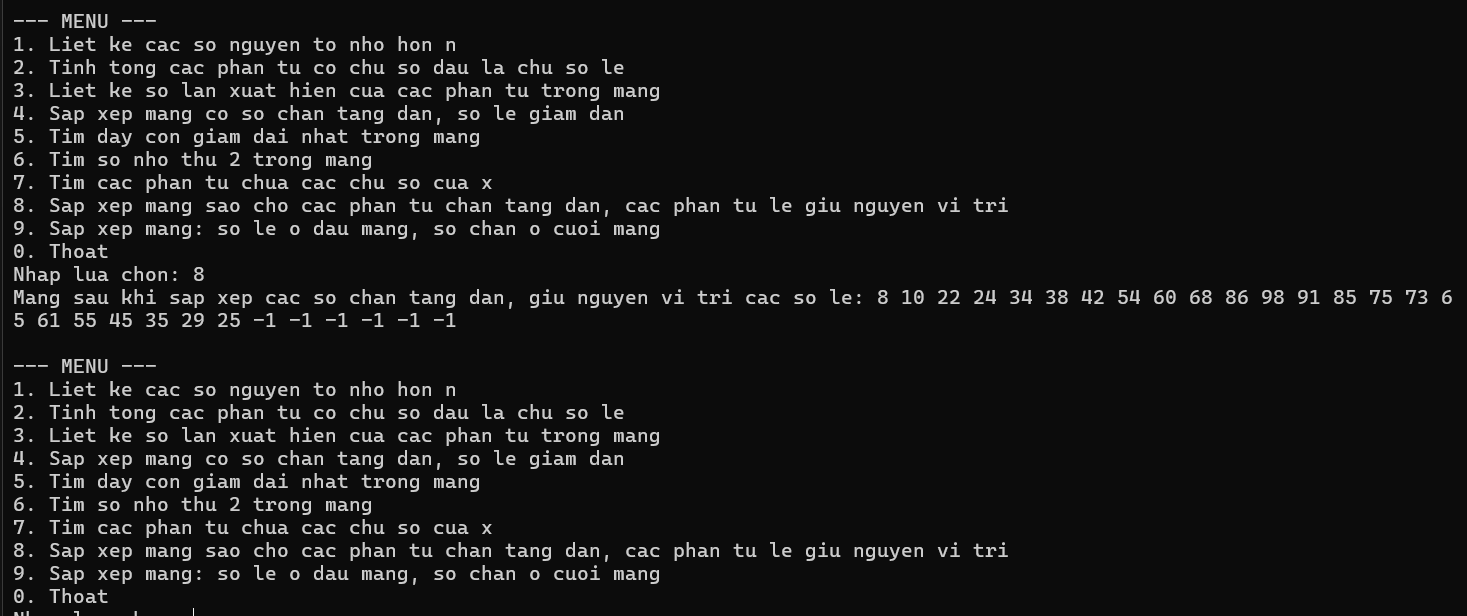 --- MENU ---
1. Liet ke cac so nguyen to nho hon n
2. Tinh tong cac phan tu co chu so dau la chu so le
3. Liet ke so lan xuat hien cua cac phan tu trong mang
4. Sap xep mang co so chan tang dan, so le giam dan
5. Tim day con giam dai nhat trong mang
6. Tim so nho thu 2 trong mang
7. Tim cac phan tu chua cac chu so cua x
8. Sap xep mang sao cho cac phan tu chan tang dan, cac phan tu le giu nguyen vi tri
9. Sap xep mang: so le o dau mang, so chan o cuoi mang
0. Thoat
Nhap lua chon: 8
Mang sau khi sap xep cac so chan tang dan, giu nguyen vi tri cac so le: 8 10 22 24 34 38 42 54 60 68 86 98 91 85 75 73 6
5 61 55 45 35 29 25 -1 -1 -1 -1 -1 -1
--- MENU ---
1. Liet ke cac so nguyen to nho hon n
2. Tinh tong cac phan tu co chu so dau la chu so le
3. Liet ke so lan xuat hien cua cac phan tu trong mang
4. Sap xep mang co so chan tang dan, so le giam dan
5. Tim day con giam dai nhat trong mang
6. Tim so nho thu 2 trong mang
7. Tim cac phan tu chua cac chu so cua x
8. Sap xep mang sao cho cac phan tu chan tang dan, cac phan tu le giu nguyen vi tri
9. Sap xep mang: so le o dau mang, so chan o cuoi mang
0. Thoat